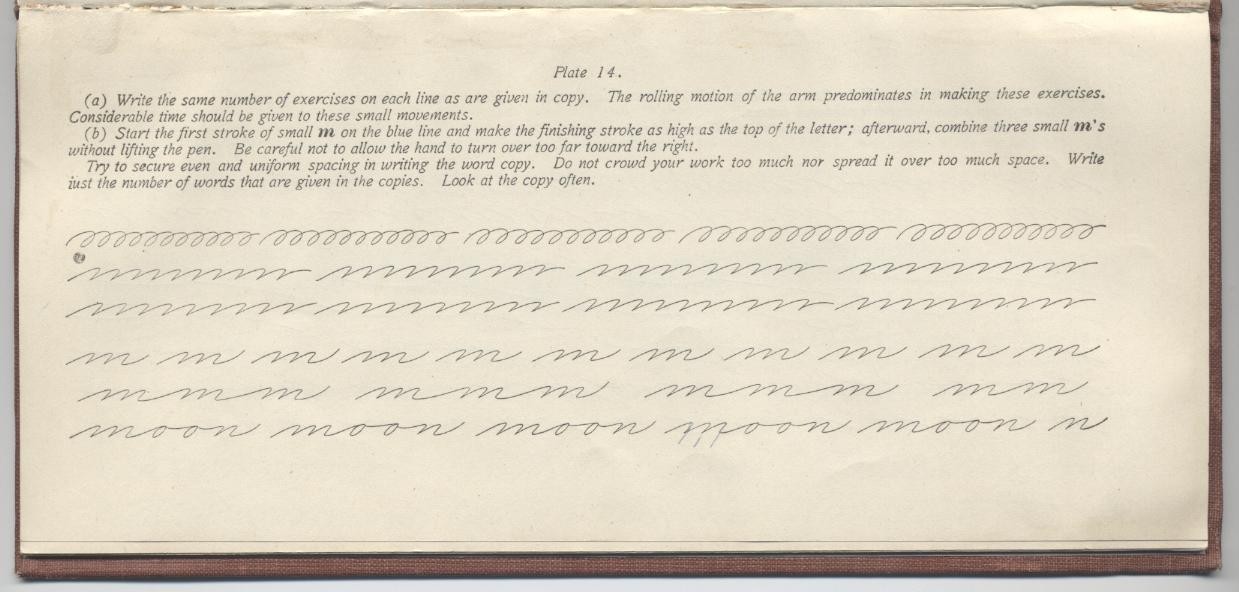 Plate 14.
(a) Write the same number of exercises on each line as are given in copy. The rolling motion of the arm predominates in making these exercises.
Considerable time should be given to these small movements.
(b) Start the first stroke of small m on the blue line and make the finishing stroke as high as the top of the letter; afterward, combine three small m's
without lifting the pen. Be careful not to allow the hand to turn over too far toward the right.
Try to secure even and uniform spacing in writing the word copy. Do not crowd your work too much nor spread it over too much space. Write
just the number of words that are given in the copies. Look at the copy often.
m m m m m m m m m m m
m m m m m m m m m m m
moon moon moon moon moon n